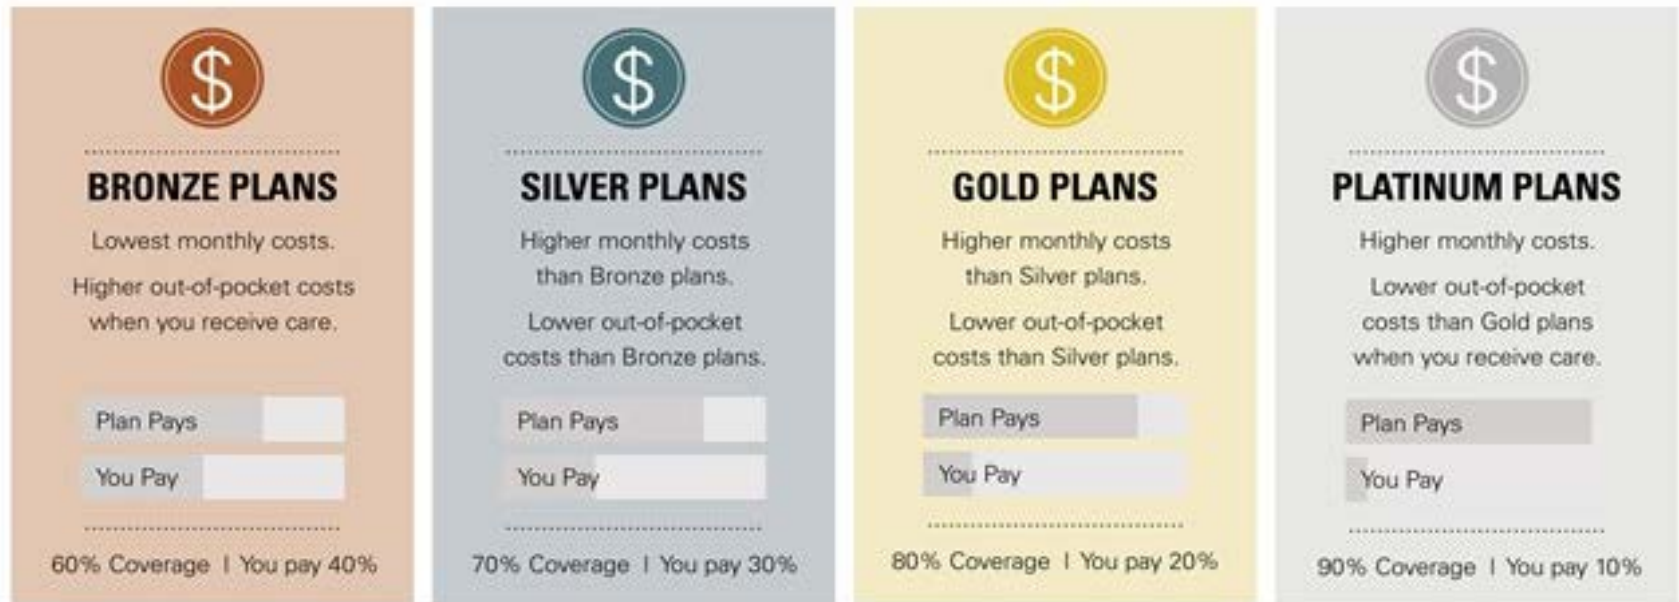 $
BRONZE PLANS
Lowest monthly costs.
Higher out-of-pocket costs
when you receive care.
Plan Pays
You Pay
60% Coverage | You pay 40%
$
SILVER PLANS
Higher monthly costs
than Bronze plans.
Lower out-of-pocket
costs than Bronze plans.
Plan Pays
You Pay
70% Coverage | You pay 30%
$
GOLD PLANS
Higher monthly costs
than Silver plans.
Lower out-of-pocket
costs than Silver plans.
Plan Pays
You Pay
80% Coverage | You pay 20%
$
PLATINUM PLANS
Higher monthly costs.
Lower out-of-pocket
costs than Gold plans
when you receive care.
Plan Pays
You Pay
90% Coverage | You pay 10%